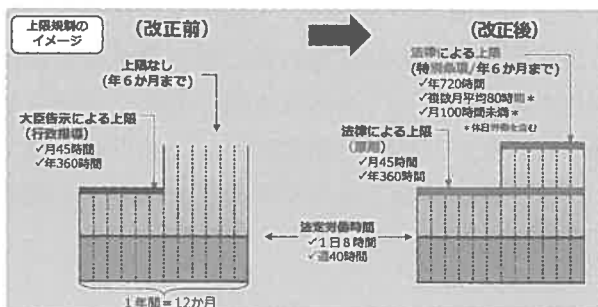 上限規制の
イメージ
(改正前)
(改正後)
上限なし
(年6か月まで)
大臣告示による上限
(行政指導)
✓月45時間
✓年360時間
法律による上限
(特別条項/年6か月まで)
✓年720時間
✓複数月平均80時間*
✓月100時間未満*
*休日労働を含む
法律による上限
(原則)
✓月45時間
✓年360時間
法定労働時間
✓1日8時間
✓週40時間
1年間=12か月